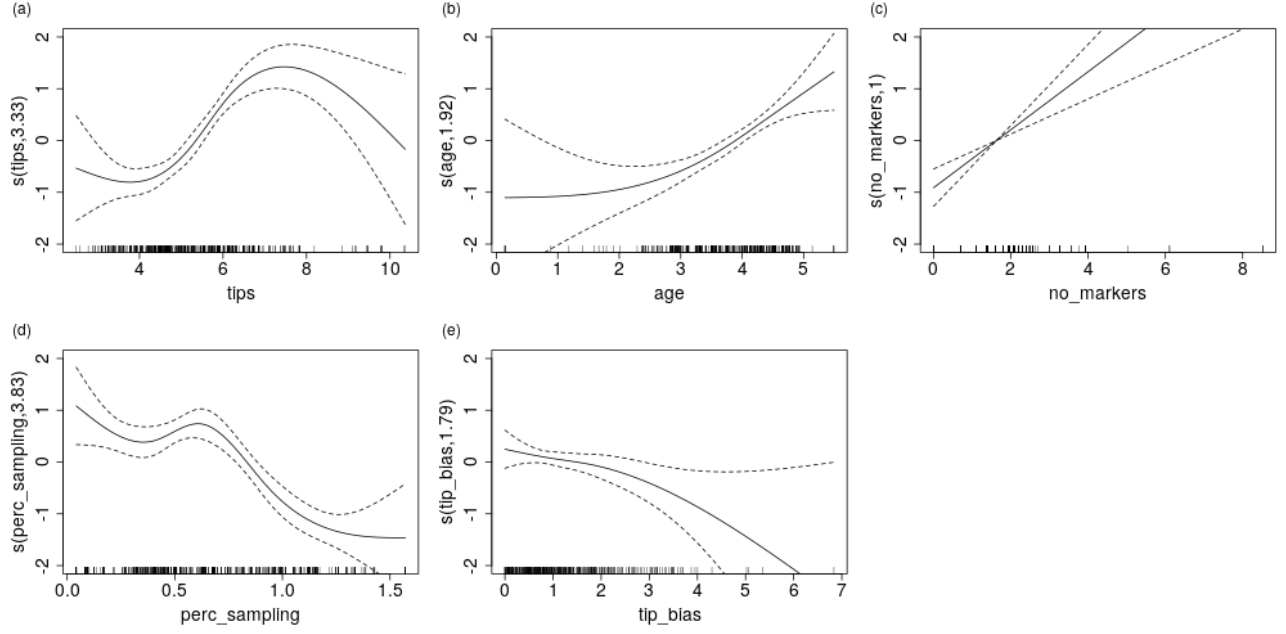 (a)
s(tips,3.33)
-2 -1 0 1 2
4 6 8 10
tips
(b)
s(age,1.92)
-2 -1 0 1 2
0 1 2 3 4 5
age
(c)
s(no_markers,1)
-2 -1 0 1 2
0 2 4 6 8
no_markers
(d)
s(perc_sampling,3.83)
-2 -1 0 1 2
0.0 0.5 1.0 1.5
perc_sampling
(e)
s(tip_bias,1.79)
-2 -1 0 1 2
0 1 2 3 4 5 6 7
tip_bias